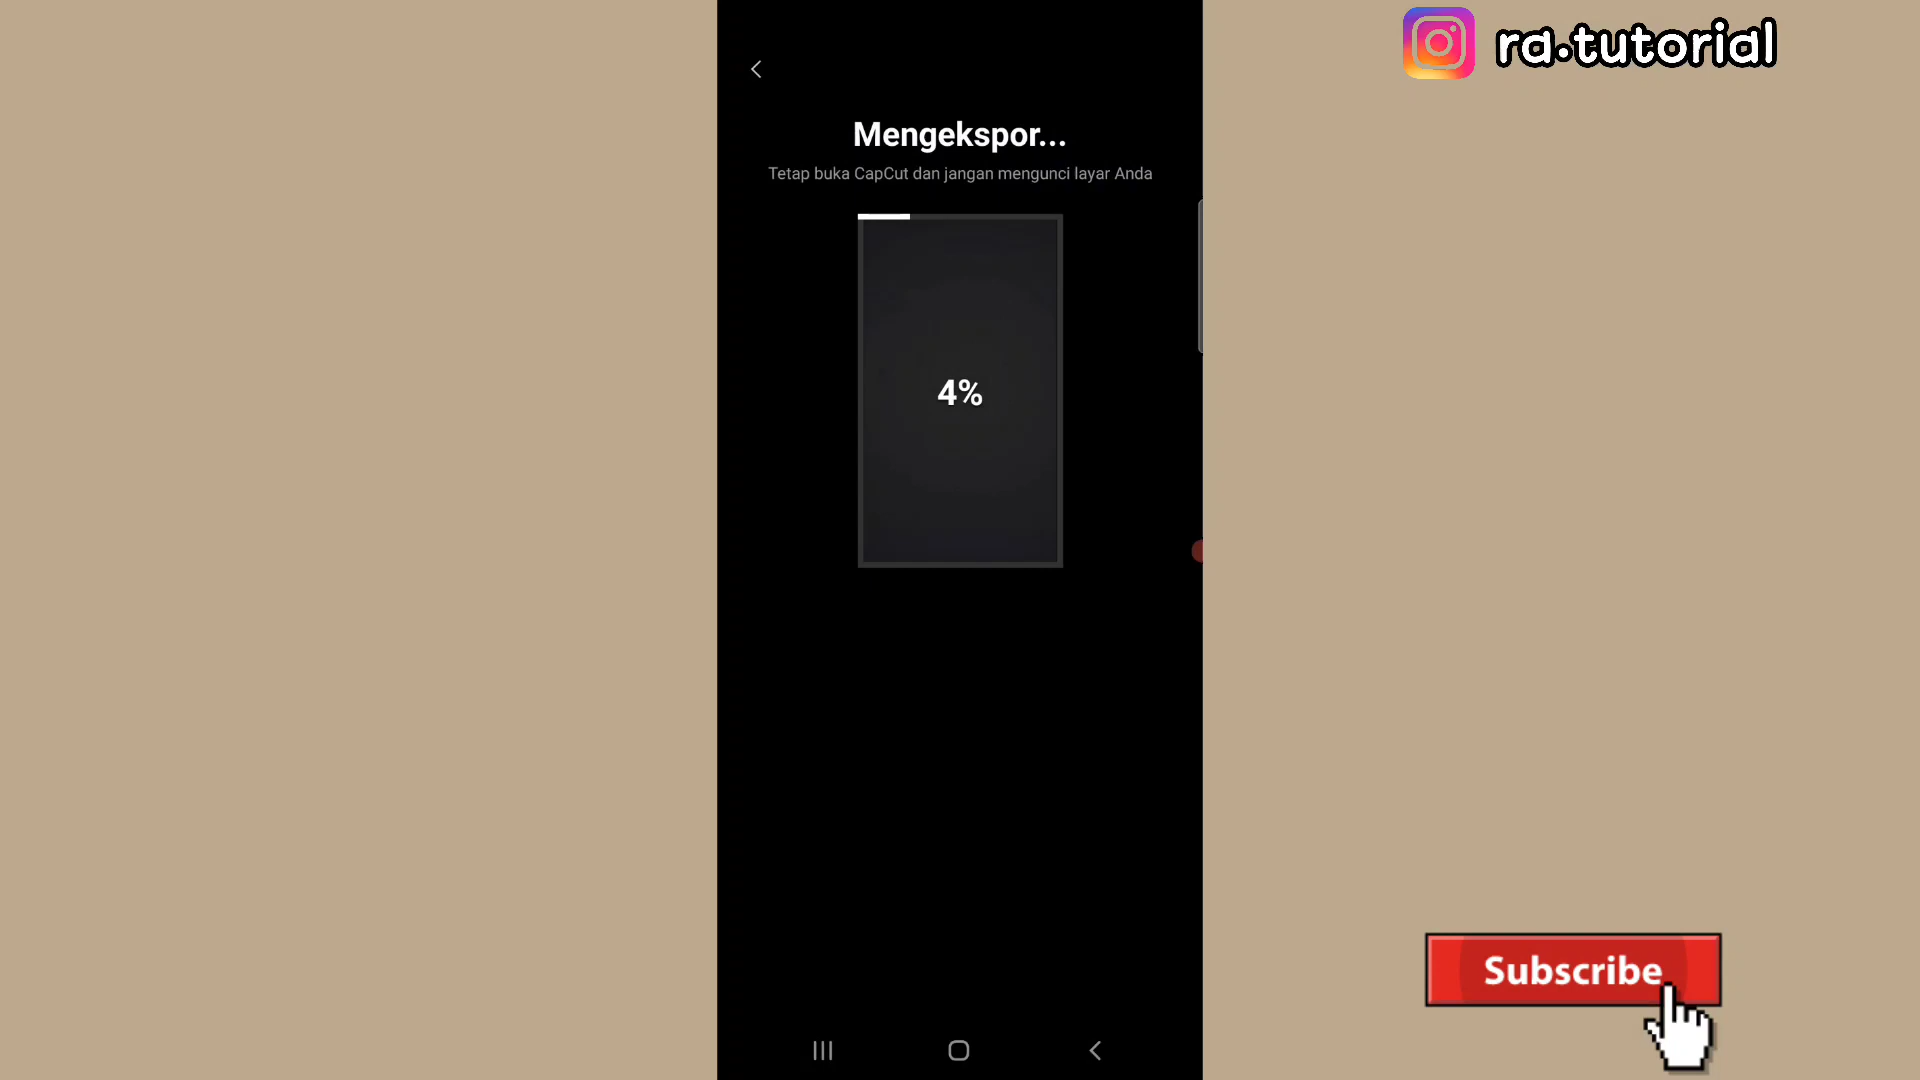 ra.tutorial
Mengekspor...
Tetap buka CapCut dan jangan mengunci layar Anda
4%
Subscribe